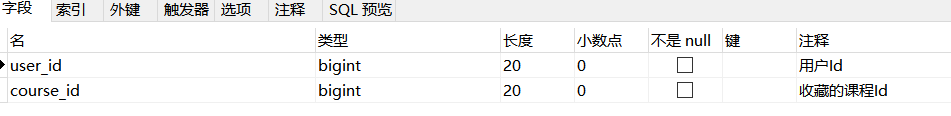 字段 索引 外键 触发器 选项 注释 SQL 预览
名 类型 长度 小数点 不是 null 键 注释
user_id bigint 20 0 用户Id
course_id bigint 20 0 收藏的课程Id